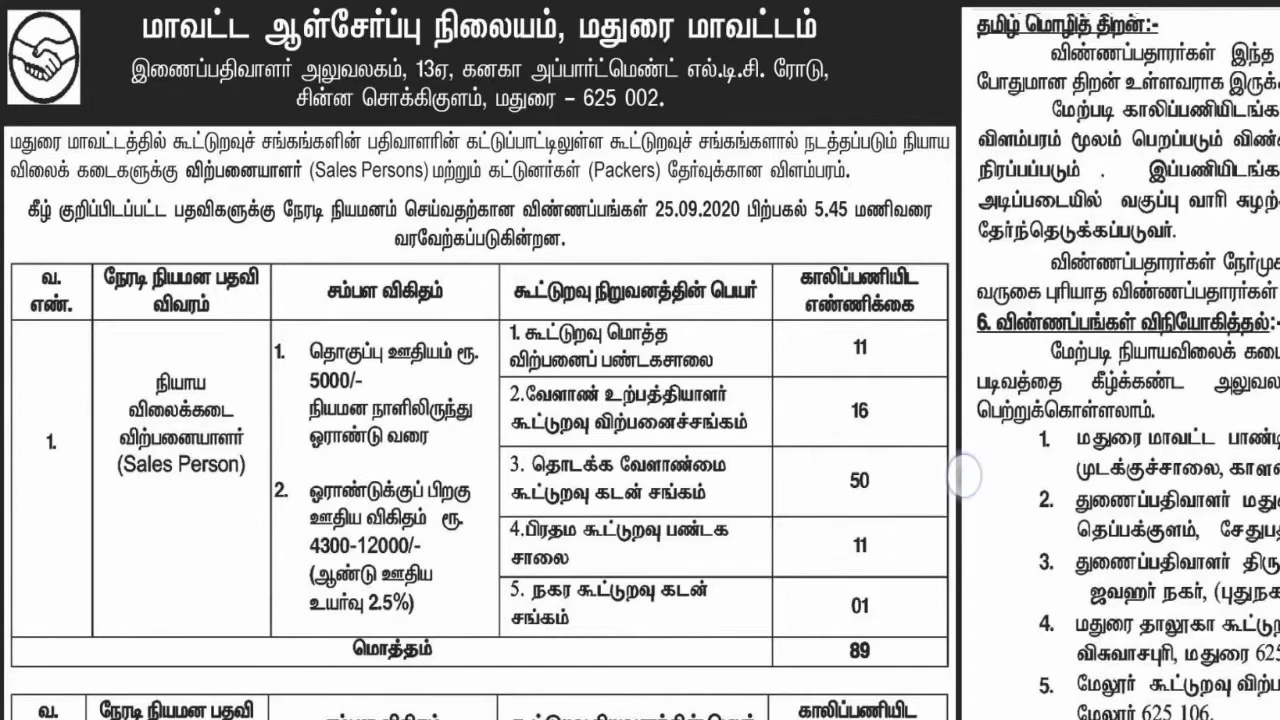 மாவட்ட ஆள்சேர்ப்பு நிலையம், மதுரை மாவட்டம்
இணைப்பதிவாளர் அலுவலகம், 13ஏ, கனகா அப்பார்ட்மெண்ட் எல்.டி.சி. ரோடு,
சின்ன சொக்கிகுளம், மதுரை – 625 002.
மதுரை மாவட்டத்தில் கூட்டுறவுச் சங்கங்களின் பதிவாளரின் கட்டுப்பாட்டிலுள்ள கூட்டுறவுச் சங்கங்களால் நடத்தப்படும் நியாய
விலைக் கடைகளுக்கு விற்பனையாளர் (Sales Persons) மற்றும் கட்டுனர்கள் (Packers) தேர்வுக்கான விளம்பரம்.
கீழ் குறிப்பிடப்பட்ட பதவிகளுக்கு நேரடி நியமனம் செய்வதற்கான விண்ணப்பங்கள் 25.09.2020 பிற்பகல் 5.45 மணிவரை
வரவேற்கப்படுகின்றன.
வ. எண்.
நேரடி நியமன பதவி விவரம்
சம்பள விகிதம்
கூட்டுறவு நிறுவனத்தின் பெயர்
காலிப்பணியிட எண்ணிக்கை
1.
நியாய
விலைக்கடை
விற்பனையாளர்
(Sales Person)
1. தொகுப்பு ஊதியம் ரூ.
5000/-
நியமன நாளிலிருந்து
ஓராண்டு வரை
2. ஓராண்டுக்குப் பிறகு
ஊதிய விகிதம் ரூ.
4300-12000/-
(ஆண்டு ஊதிய
உயர்வு 2.5%)
1. கூட்டுறவு மொத்த
விற்பனைப் பண்டகசாலை
11
2.வேளாண் உற்பத்தியாளர்
கூட்டுறவு விற்பனைச்சங்கம்
16
3. தொடக்க வேளாண்மை
கூட்டுறவு கடன் சங்கம்
50
4.பிரதம கூட்டுறவு பண்டக
சாலை
11
5. நகர கூட்டுறவு கடன்
சங்கம்
01
மொத்தம்
89
வ.
நேரடி நியமன பதவி
காலிப்பணியிட
தமிழ் மொழித் திறன்:-
விண்ணப்பதாரர்கள் இந்த
போதுமான திறன் உள்ளவராக
மேற்படி
விளம்பரம் மூலம் பெறப்படும்
நிரப்பப்படும் .
அடிப்படையில் வகுப்பு வாரி
தேர்ந்தெடுக்கப்படுவர்.
விண்ணப்பதாரர்கள்
வருகை புரியாத விண்ணப்பதாரர்கள்
6. விண்ணப்பங்கள் விநியோகித்தல்:-
மேற்படி நியாயவிலைக்
படிவத்தை கீழ்க்கண்ட
பெற்றுக்கொள்ளலாம்.
1. மதுரை மாவட்ட
முடக்குச்சாலை,
2. துணைப்பதிவாளர்
தெப்பக்குளம்,
3. துணைப்பதிவாளர்
ஜவஹர் நகர்,
4. மதுரை தாலூகா
விசுவாசபுரி, மதுரை
5. மேலூர் கூட்டுறவு
மேலூர் 625 106.